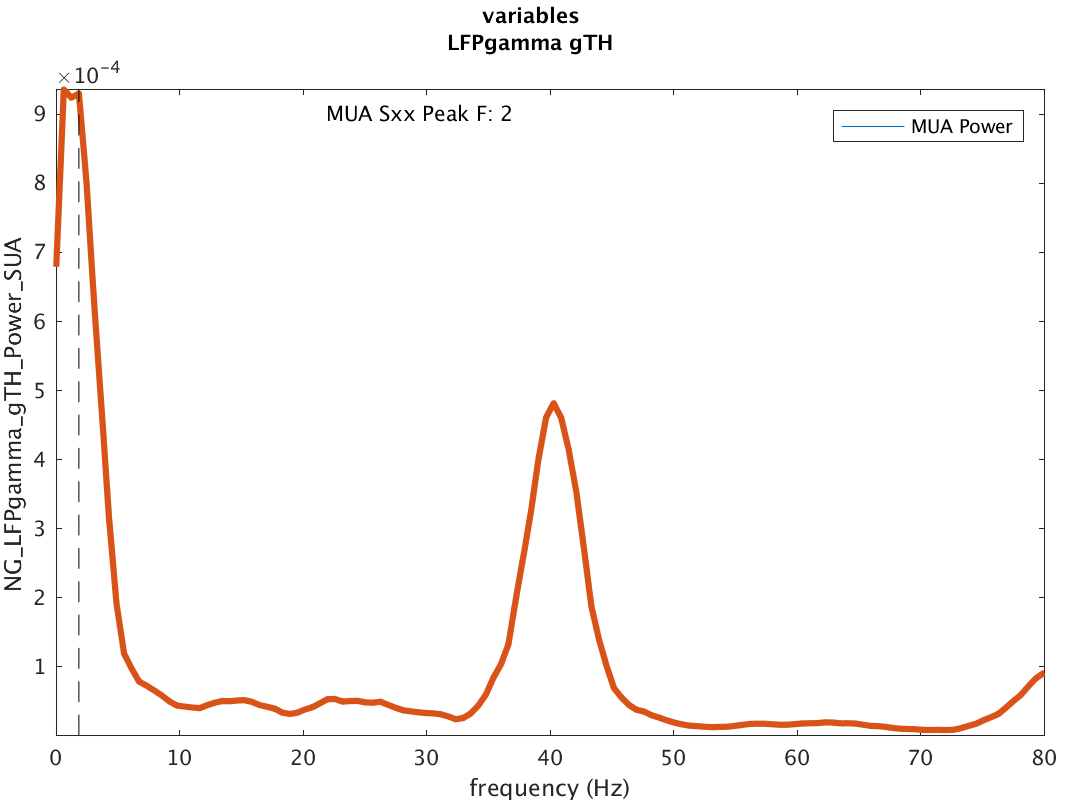 variables
LFPgamma gTH
×10⁻⁴
MUA Sxx Peak F: 2
MUA Power
9
8
7
6
5
4
3
2
1
NG_LFPgamma_gTH_Power_SUA
0 10 20 30 40 50 60 70 80
frequency (Hz)